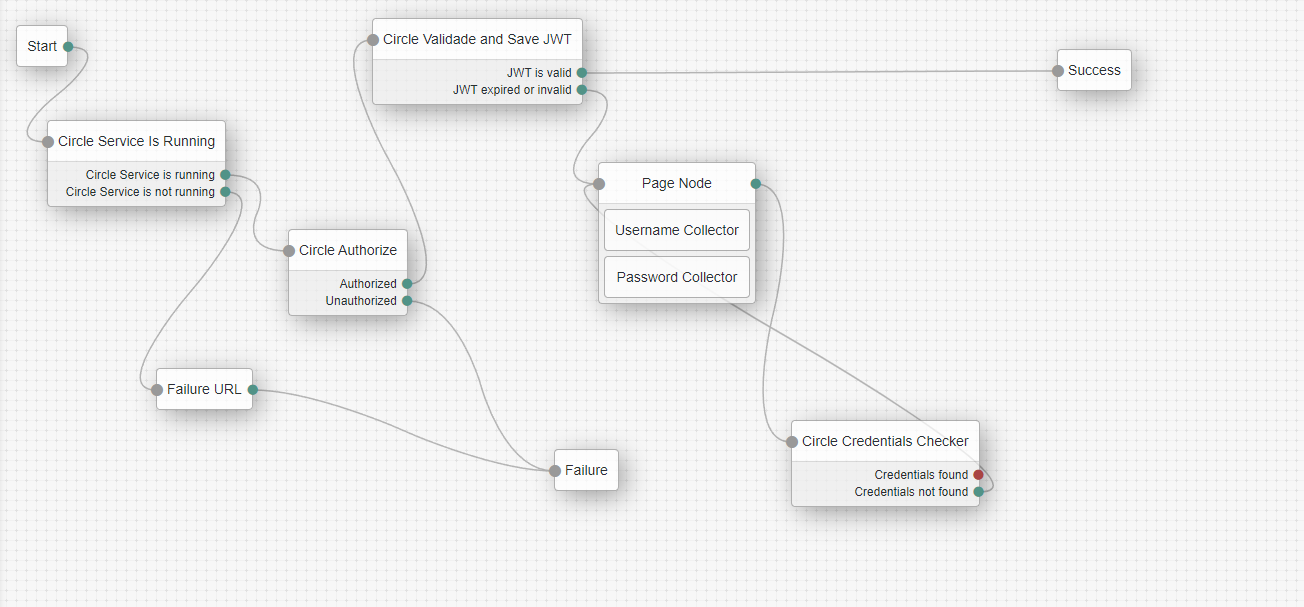 Start
Circle Validade and Save JWT
JWT is valid
JWT expired or invalid
Success
Circle Service Is Running
Circle Service is running
Circle Service is not running
Page Node
Username Collector
Password Collector
Circle Authorize
Authorized
Unauthorized
Failure URL
Failure
Circle Credentials Checker
Credentials found
Credentials not found